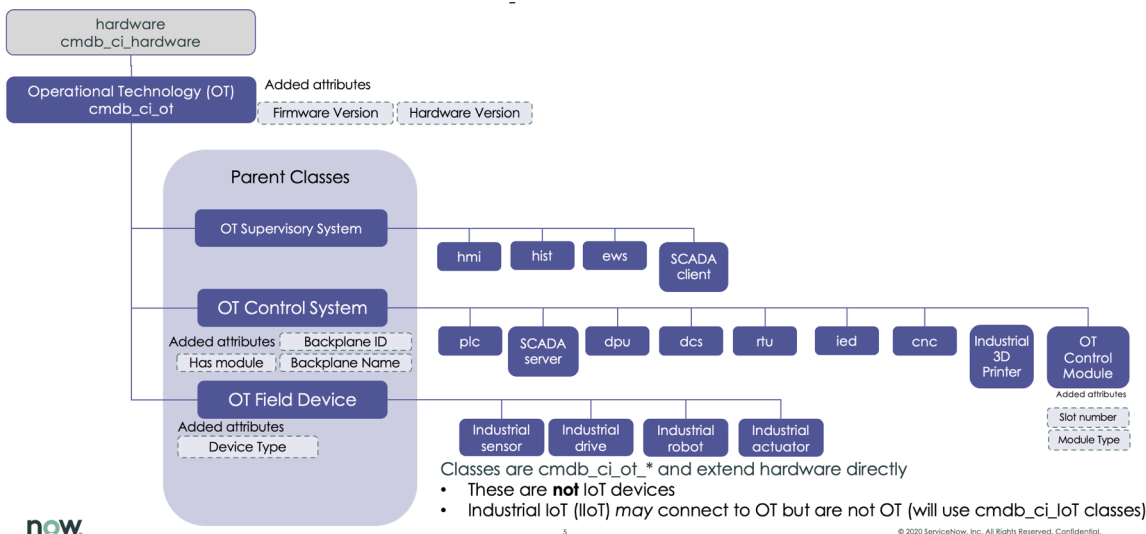 hardware
cmdb_ci_hardware
Operational Technology (OT)
cmdb_ci_ot
Added attributes
Firmware Version
Hardware Version
Parent Classes
OT Supervisory System
hmi
hist
ews
SCADA
client
OT Control System
Added attributes
Backplane ID
Has module
Backplane Name
plc
SCADA
server
dpu
dcs
rtu
ied
cnc
Industrial
3D
Printer
OT
Control
Module
Added attributes
Slot number
Module Type
OT Field Device
Added attributes
Device Type
Industrial
sensor
Industrial
drive
Industrial
robot
Industrial
actuator
Classes are cmdb_ci_ot_* and extend hardware directly
• These are not IoT devices
• Industrial IoT (IIoT) may connect to OT but are not OT (will use cmdb_ci_IoT classes)
now.
5
© 2020 ServiceNow, Inc. All Rights Reserved. Confidential.